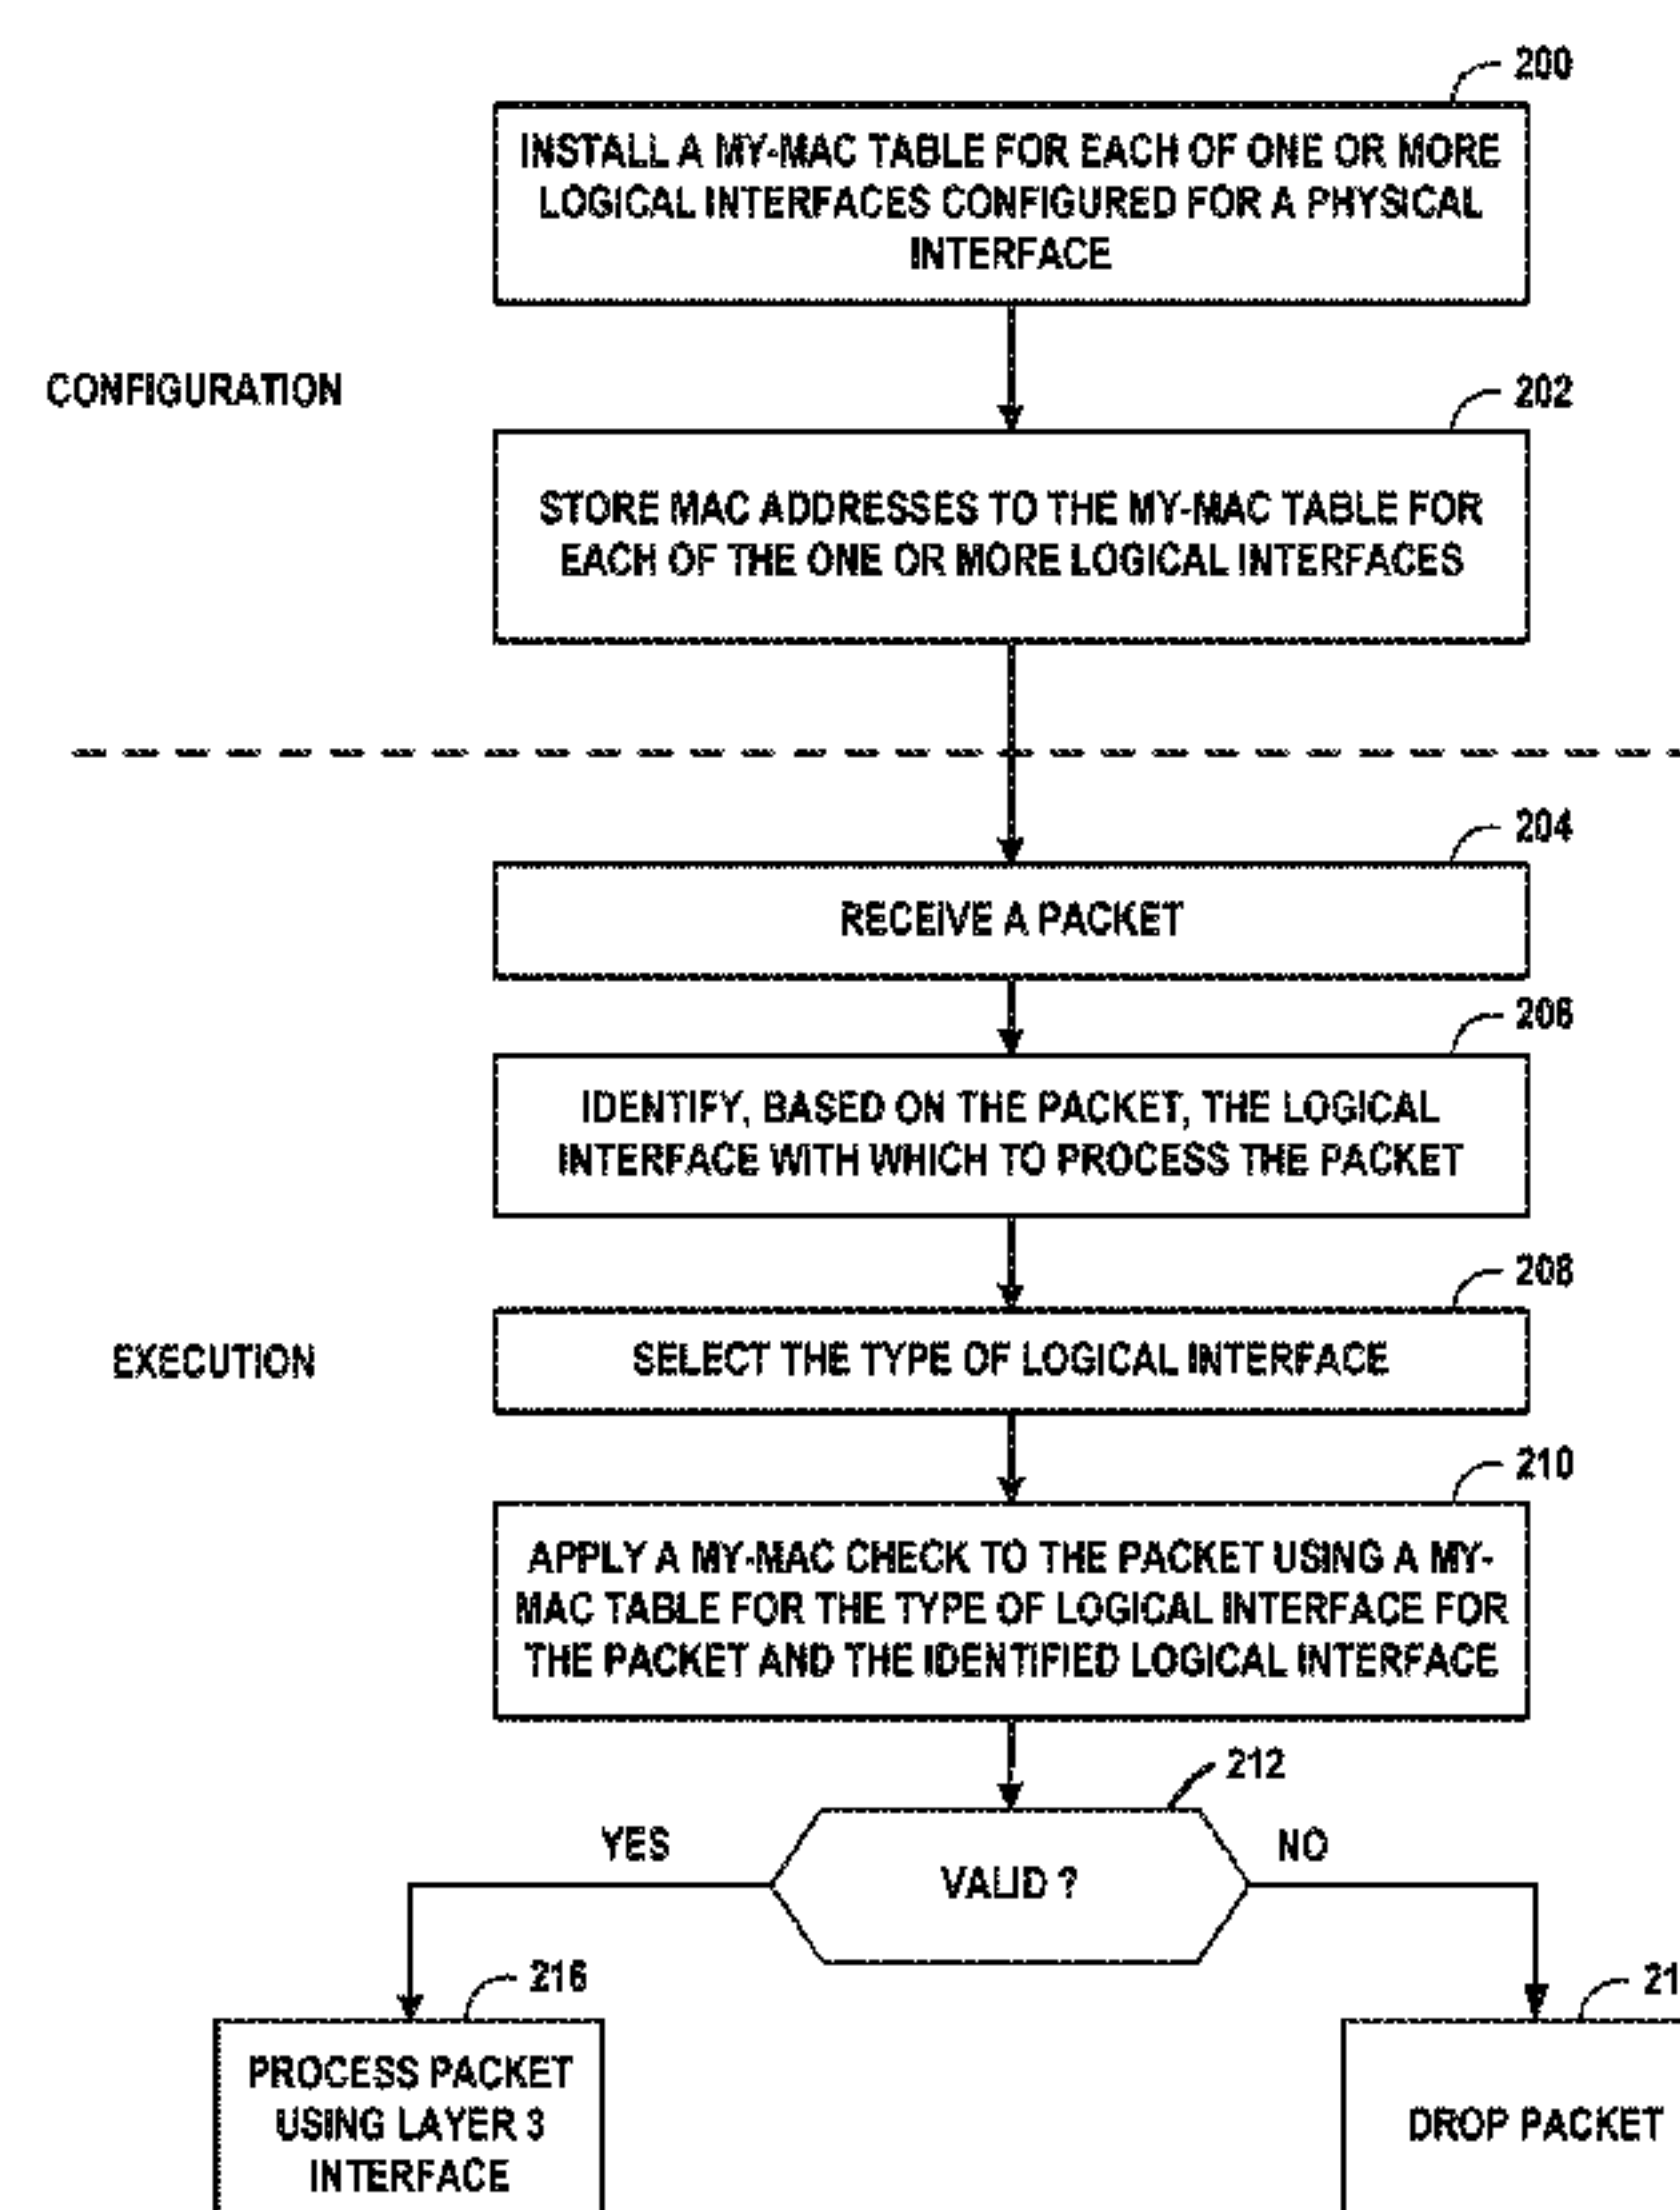 200
INSTALL A MY-MAC TABLE FOR EACH OF ONE OR MORE
LOGICAL INTERFACES CONFIGURED FOR A PHYSICAL
INTERFACE
CONFIGURATION
202
STORE MAC ADDRESSES TO THE MY-MAC TABLE FOR
EACH OF THE ONE OR MORE LOGICAL INTERFACES
204
RECEIVE A PACKET
206
IDENTIFY, BASED ON THE PACKET, THE LOGICAL
INTERFACE WITH WHICH TO PROCESS THE PACKET
208
EXECUTION
SELECT THE TYPE OF LOGICAL INTERFACE
210
APPLY A MY-MAC CHECK TO THE PACKET USING A MY-
MAC TABLE FOR THE TYPE OF LOGICAL INTERFACE FOR
THE PACKET AND THE IDENTIFIED LOGICAL INTERFACE
212
YES
NO
VALID ?
216
PROCESS PACKET
USING LAYER 3
INTERFACE
DROP PACKET